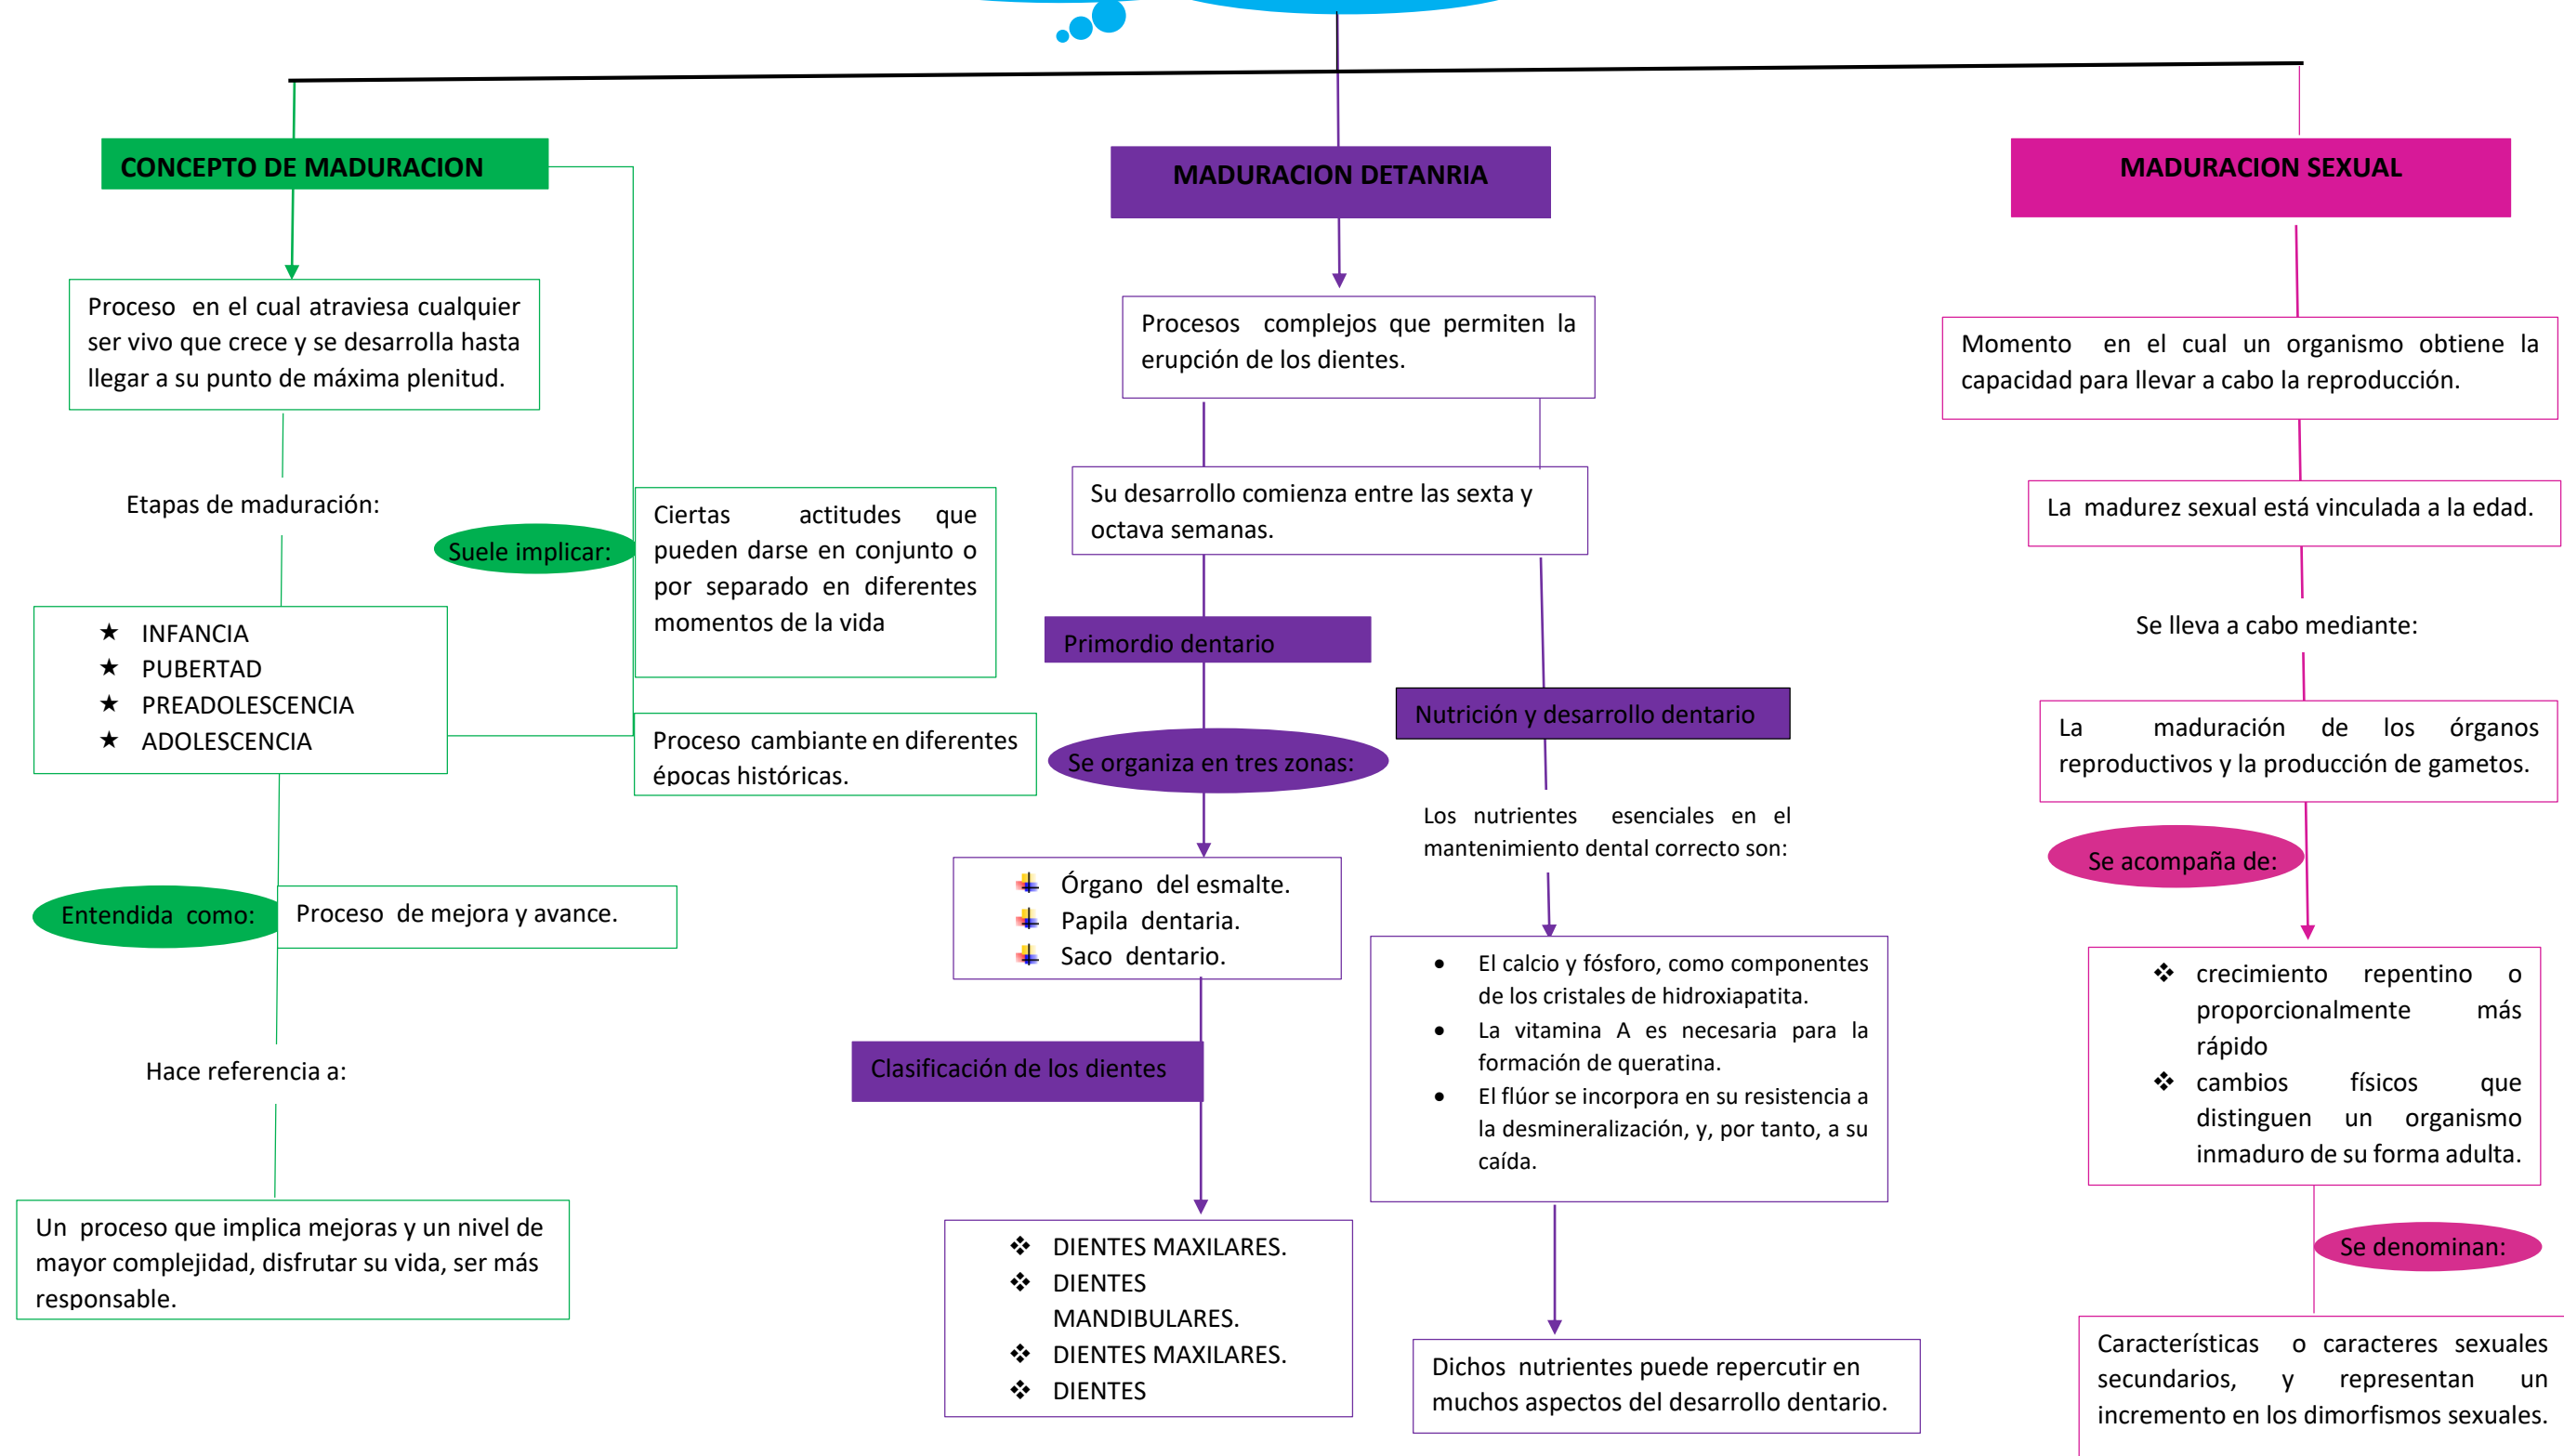 CONCEPTO DE MADURACION
Proceso en el cual atraviesa cualquier
ser vivo que crece y se desarrolla hasta
llegar a su punto de máxima plenitud.
Etapas de maduración:
Suele implicar:
Ciertas actitudes que
pueden darse en conjunto o
por separado en diferentes
momentos de la vida
★ INFANCIA
★ PUBERTAD
★ PREADOLESCENCIA
★ ADOLESCENCIA
Proceso cambiante en diferentes
épocas históricas.
Entendida como:
Proceso de mejora y avance.
Hace referencia a:
Un proceso que implica mejoras y un nivel de
mayor complejidad, disfrutar su vida, ser más
responsable.
MADURACION DETANRIA
Procesos complejos que permiten la
erupción de los dientes.
Su desarrollo comienza entre las sexta y
octava semanas.
Primordio dentario
Se organiza en tres zonas:
Órgano del esmalte.
Papila dentaria.
Saco dentario.
Clasificación de los dientes
❖ DIENTES MAXILARES.
❖ DIENTES
MANDIBULARES.
❖ DIENTES MAXILARES.
❖ DIENTES
Nutrición y desarrollo dentario
Los nutrientes esenciales en el
mantenimiento dental correcto son:
• El calcio y fósforo, como componentes
de los cristales de hidroxiapatita.
• La vitamina A es necesaria para la
formación de queratina.
• El flúor se incorpora en su resistencia a
la desmineralización, y, por tanto, a su
caída.
Dichos nutrientes puede repercutir en
muchos aspectos del desarrollo dentario.
MADURACION SEXUAL
Momento en el cual un organismo obtiene la
capacidad para llevar a cabo la reproducción.
La madurez sexual está vinculada a la edad.
Se lleva a cabo mediante:
La maduración de los órganos
reproductivos y la producción de gametos.
Se acompaña de:
❖ crecimiento repentino o
proporcionalmente más
rápido
❖ cambios físicos que
distinguen un organismo
inmaduro de su forma adulta.
Se denominan:
Características o caracteres sexuales
secundarios, y representan un
incremento en los dimorfismos sexuales.